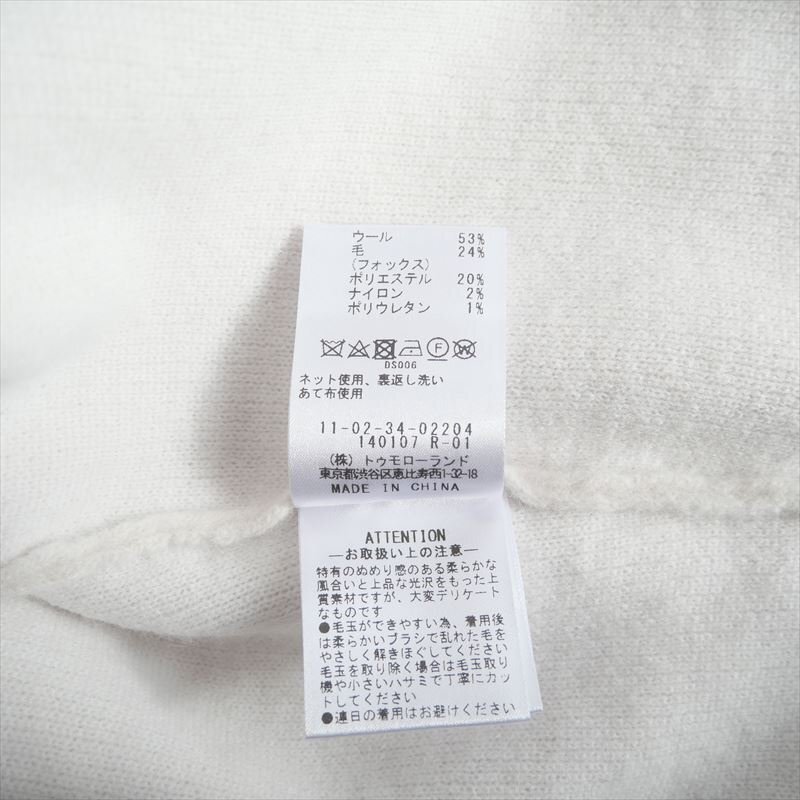 ウール 53%
毛 24%
(フォックス)
ポリエステル 20%
ナイロン 2%
ポリウレタン 1%
F W
DS006
ネット使用、裏返し洗い
あて布使用
11-02-34-02204
140107 R-01
(株) トゥモローランド
東京都渋谷区恵比寿西1-32-18
MADE IN CHINA
ATTENTION
―お取扱い上の注意―
特有のぬめり感のある柔らかな
風合いと上品な光沢をもった上
質素材ですが、大変デリケート
なものです
●毛玉ができやすい為、着用後
は柔らかいブラシで乱れた毛を
やさしく解きほぐしてください
毛玉を取り除く場合は毛玉取り
機や小さいハサミで丁寧にカッ
トしてください
●連日の着用はお避けください